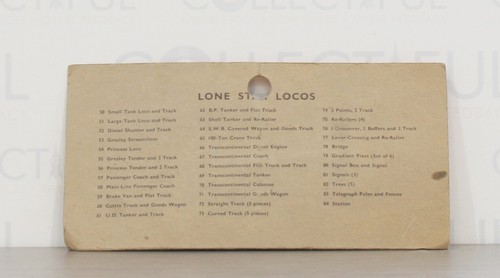 COLLECTIFUL
LONE ST LOCOS
50 Small Tank Loco and Track
51 Large Tank Loco and Track
52 Diesel Shunter and Track
53 Gresley Streamliner
54 Princess Loco
55 Gresley Tender and 2 Track
56 Princess Tender and 2 Track
57 Passenger Coach and Track
58 Main Line Passenger Coach
59 Brake Van and Flat Truck
60 Cattle Truck and Goods Wagon
61 U.D. Tanker and Track
62 B.P. Tanker and Flat Truck
63 Shell Tanker and Re-Railer
64 G.W.R. Covered Wagon and Goods Truck
65 100-Ton Crane Truck
66 Transcontinental Diesel Engine
67 Transcontinental Coach
68 Transcontinental Flat Truck and Track
69 Transcontinental Tanker
70 Transcontinental Caboose
71 Transcontinental Goods Wagon
72 Straight Track (5 pieces)
73 Curved Track (5 pieces)
74 2 Points, 2 Track
75 Re-Railers (4)
76 1 Crossover, 2 Buffers and 2 Track
77 Level Crossing and Re-Railer
78 Bridge
79 Gradient Piers (Set of 6)
80 Signal Box and Signal
81 Signals (5)
82 Trees (5)
83 Telegraph Poles and Fences
84 Station